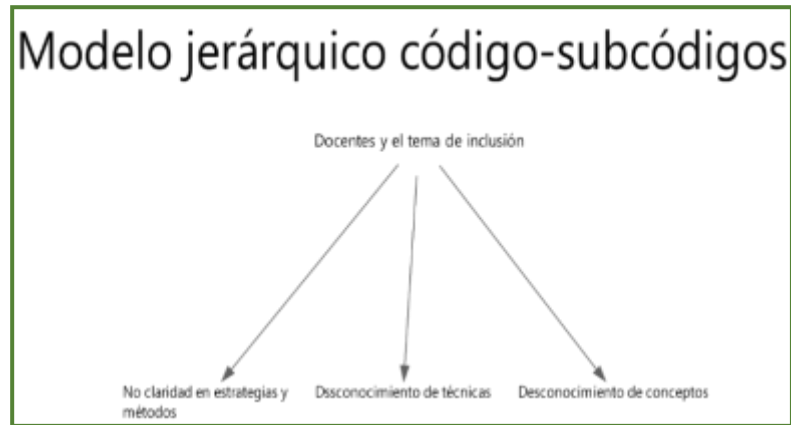 Modelo jerárquico código-subcódigos
Docentes y el tema de inclusión
No claridad en estrategias y
métodos
Dssconocimiento de técnicas
Desconocimiento de conceptos